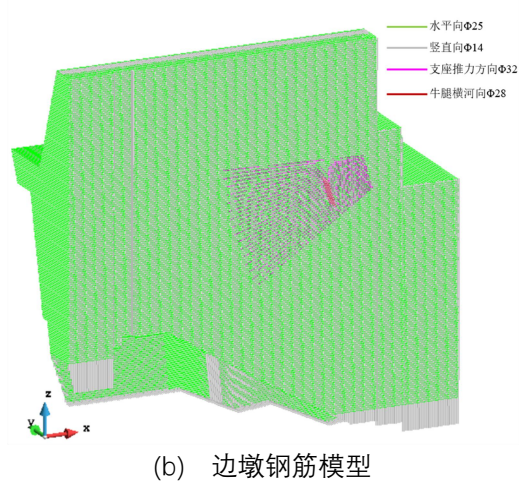 水平向Φ25
竖直向Φ14
支座推力方向Φ32
牛腿横河向Φ28
z
y
x
(b) 边墩钢筋模型